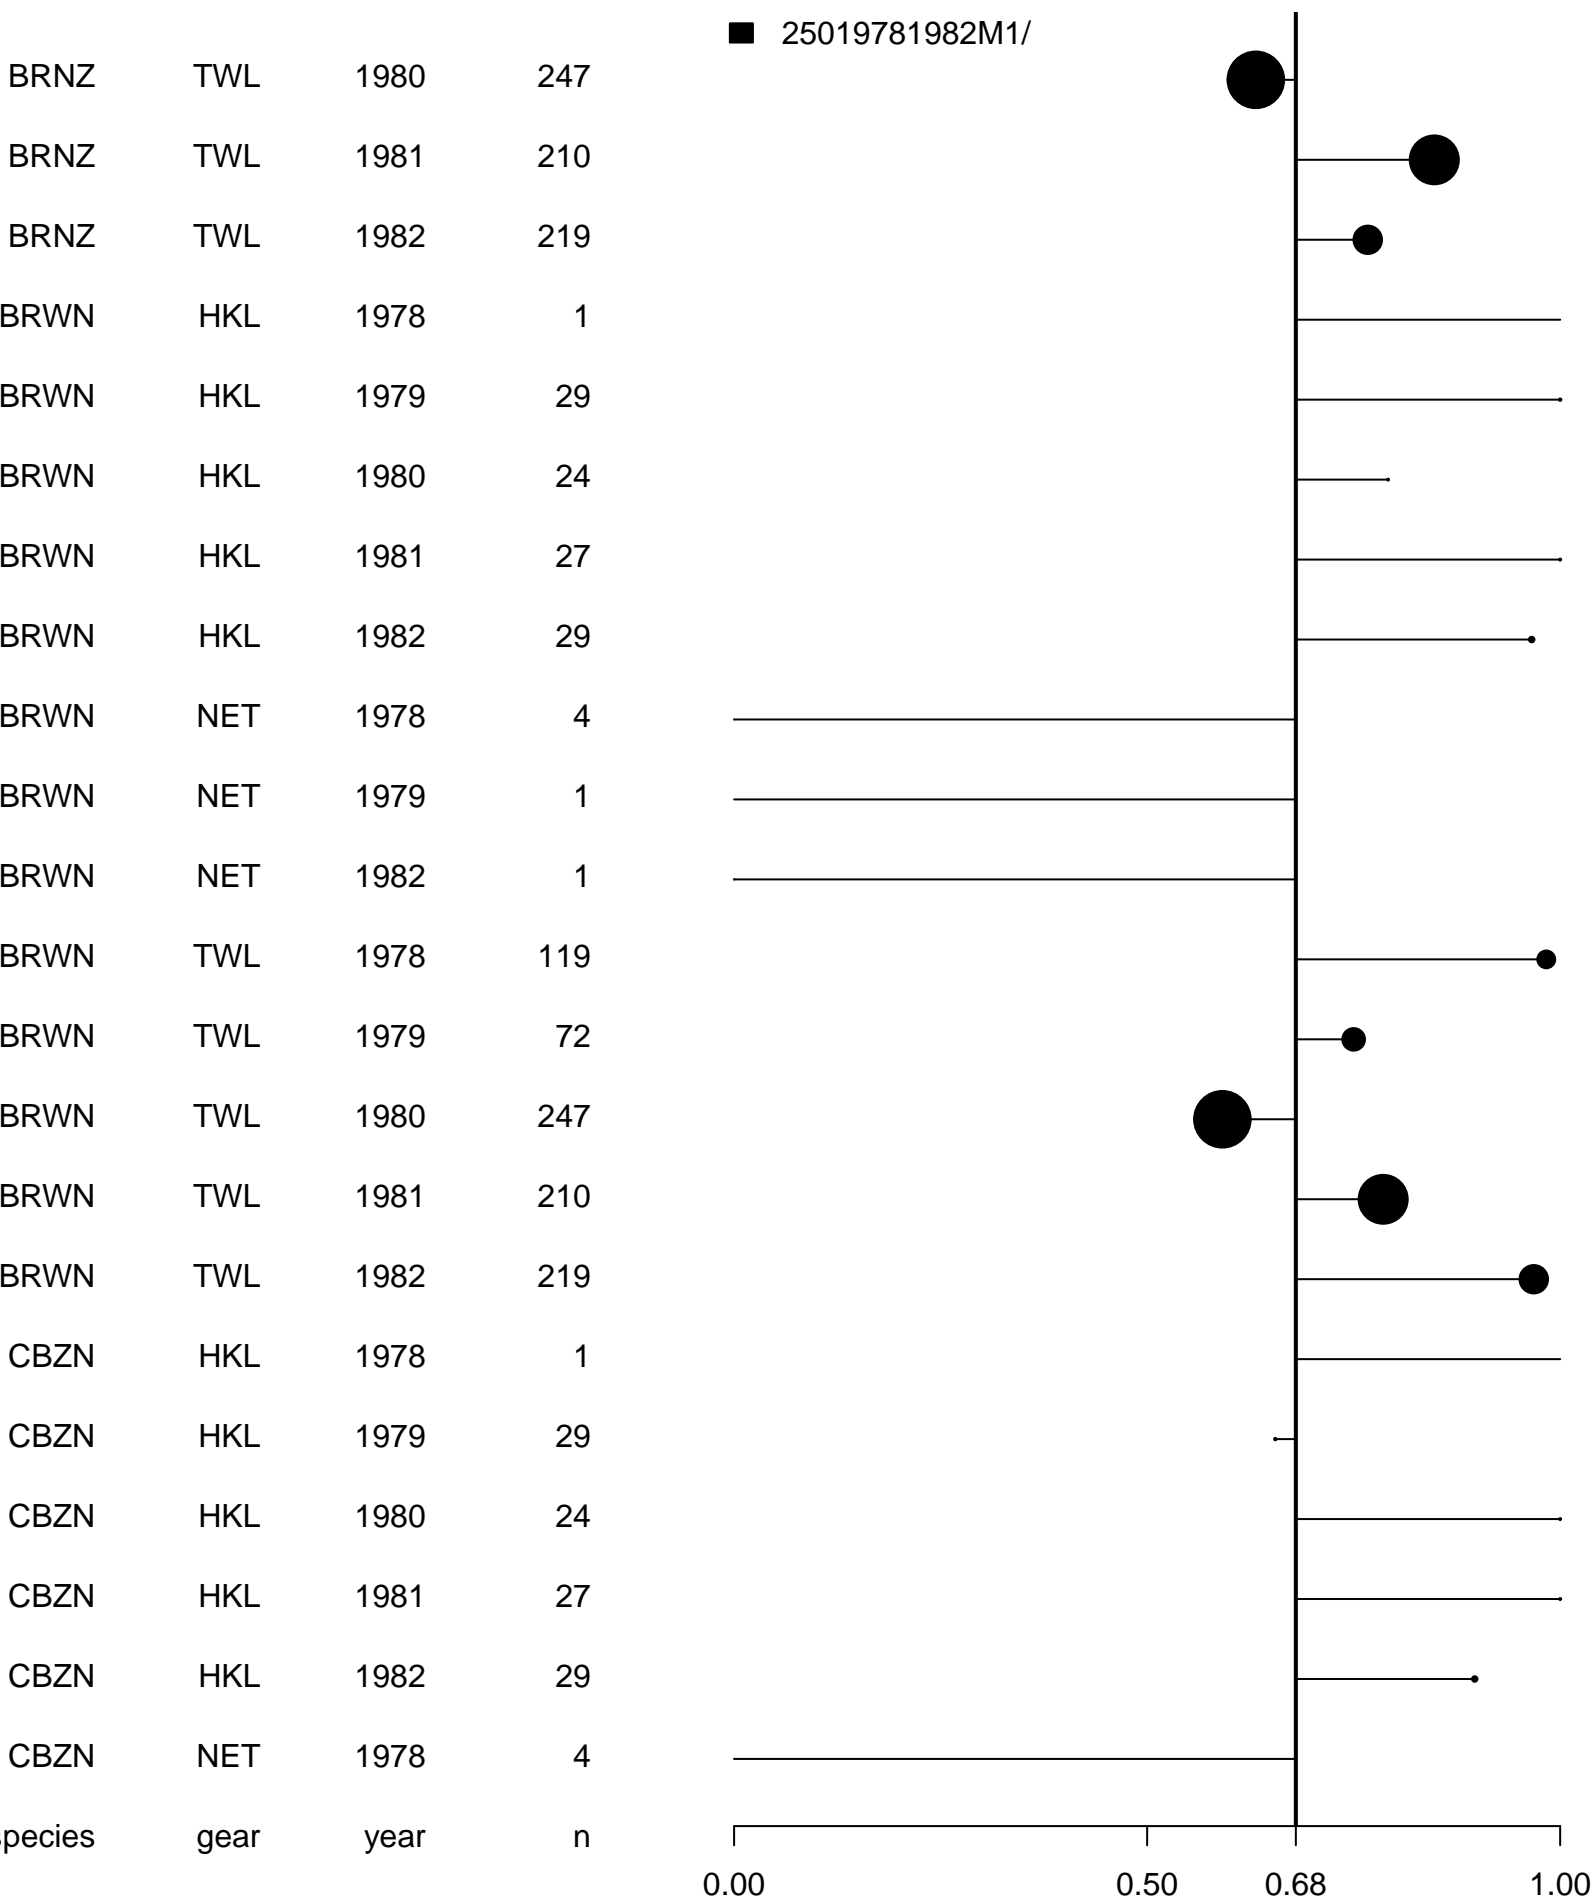 25019781982M1/
BRNZ TWL 1980 247
BRNZ TWL 1981 210
BRNZ TWL 1982 219
BRWN HKL 1978 1
BRWN HKL 1979 29
BRWN HKL 1980 24
BRWN HKL 1981 27
BRWN HKL 1982 29
BRWN NET 1978 4
BRWN NET 1979 1
BRWN NET 1982 1
BRWN TWL 1978 119
BRWN TWL 1979 72
BRWN TWL 1980 247
BRWN TWL 1981 210
BRWN TWL 1982 219
CBZN HKL 1978 1
CBZN HKL 1979 29
CBZN HKL 1980 24
CBZN HKL 1981 27
CBZN HKL 1982 29
CBZN NET 1978 4
species gear year n
0.00 0.50 0.68 1.00